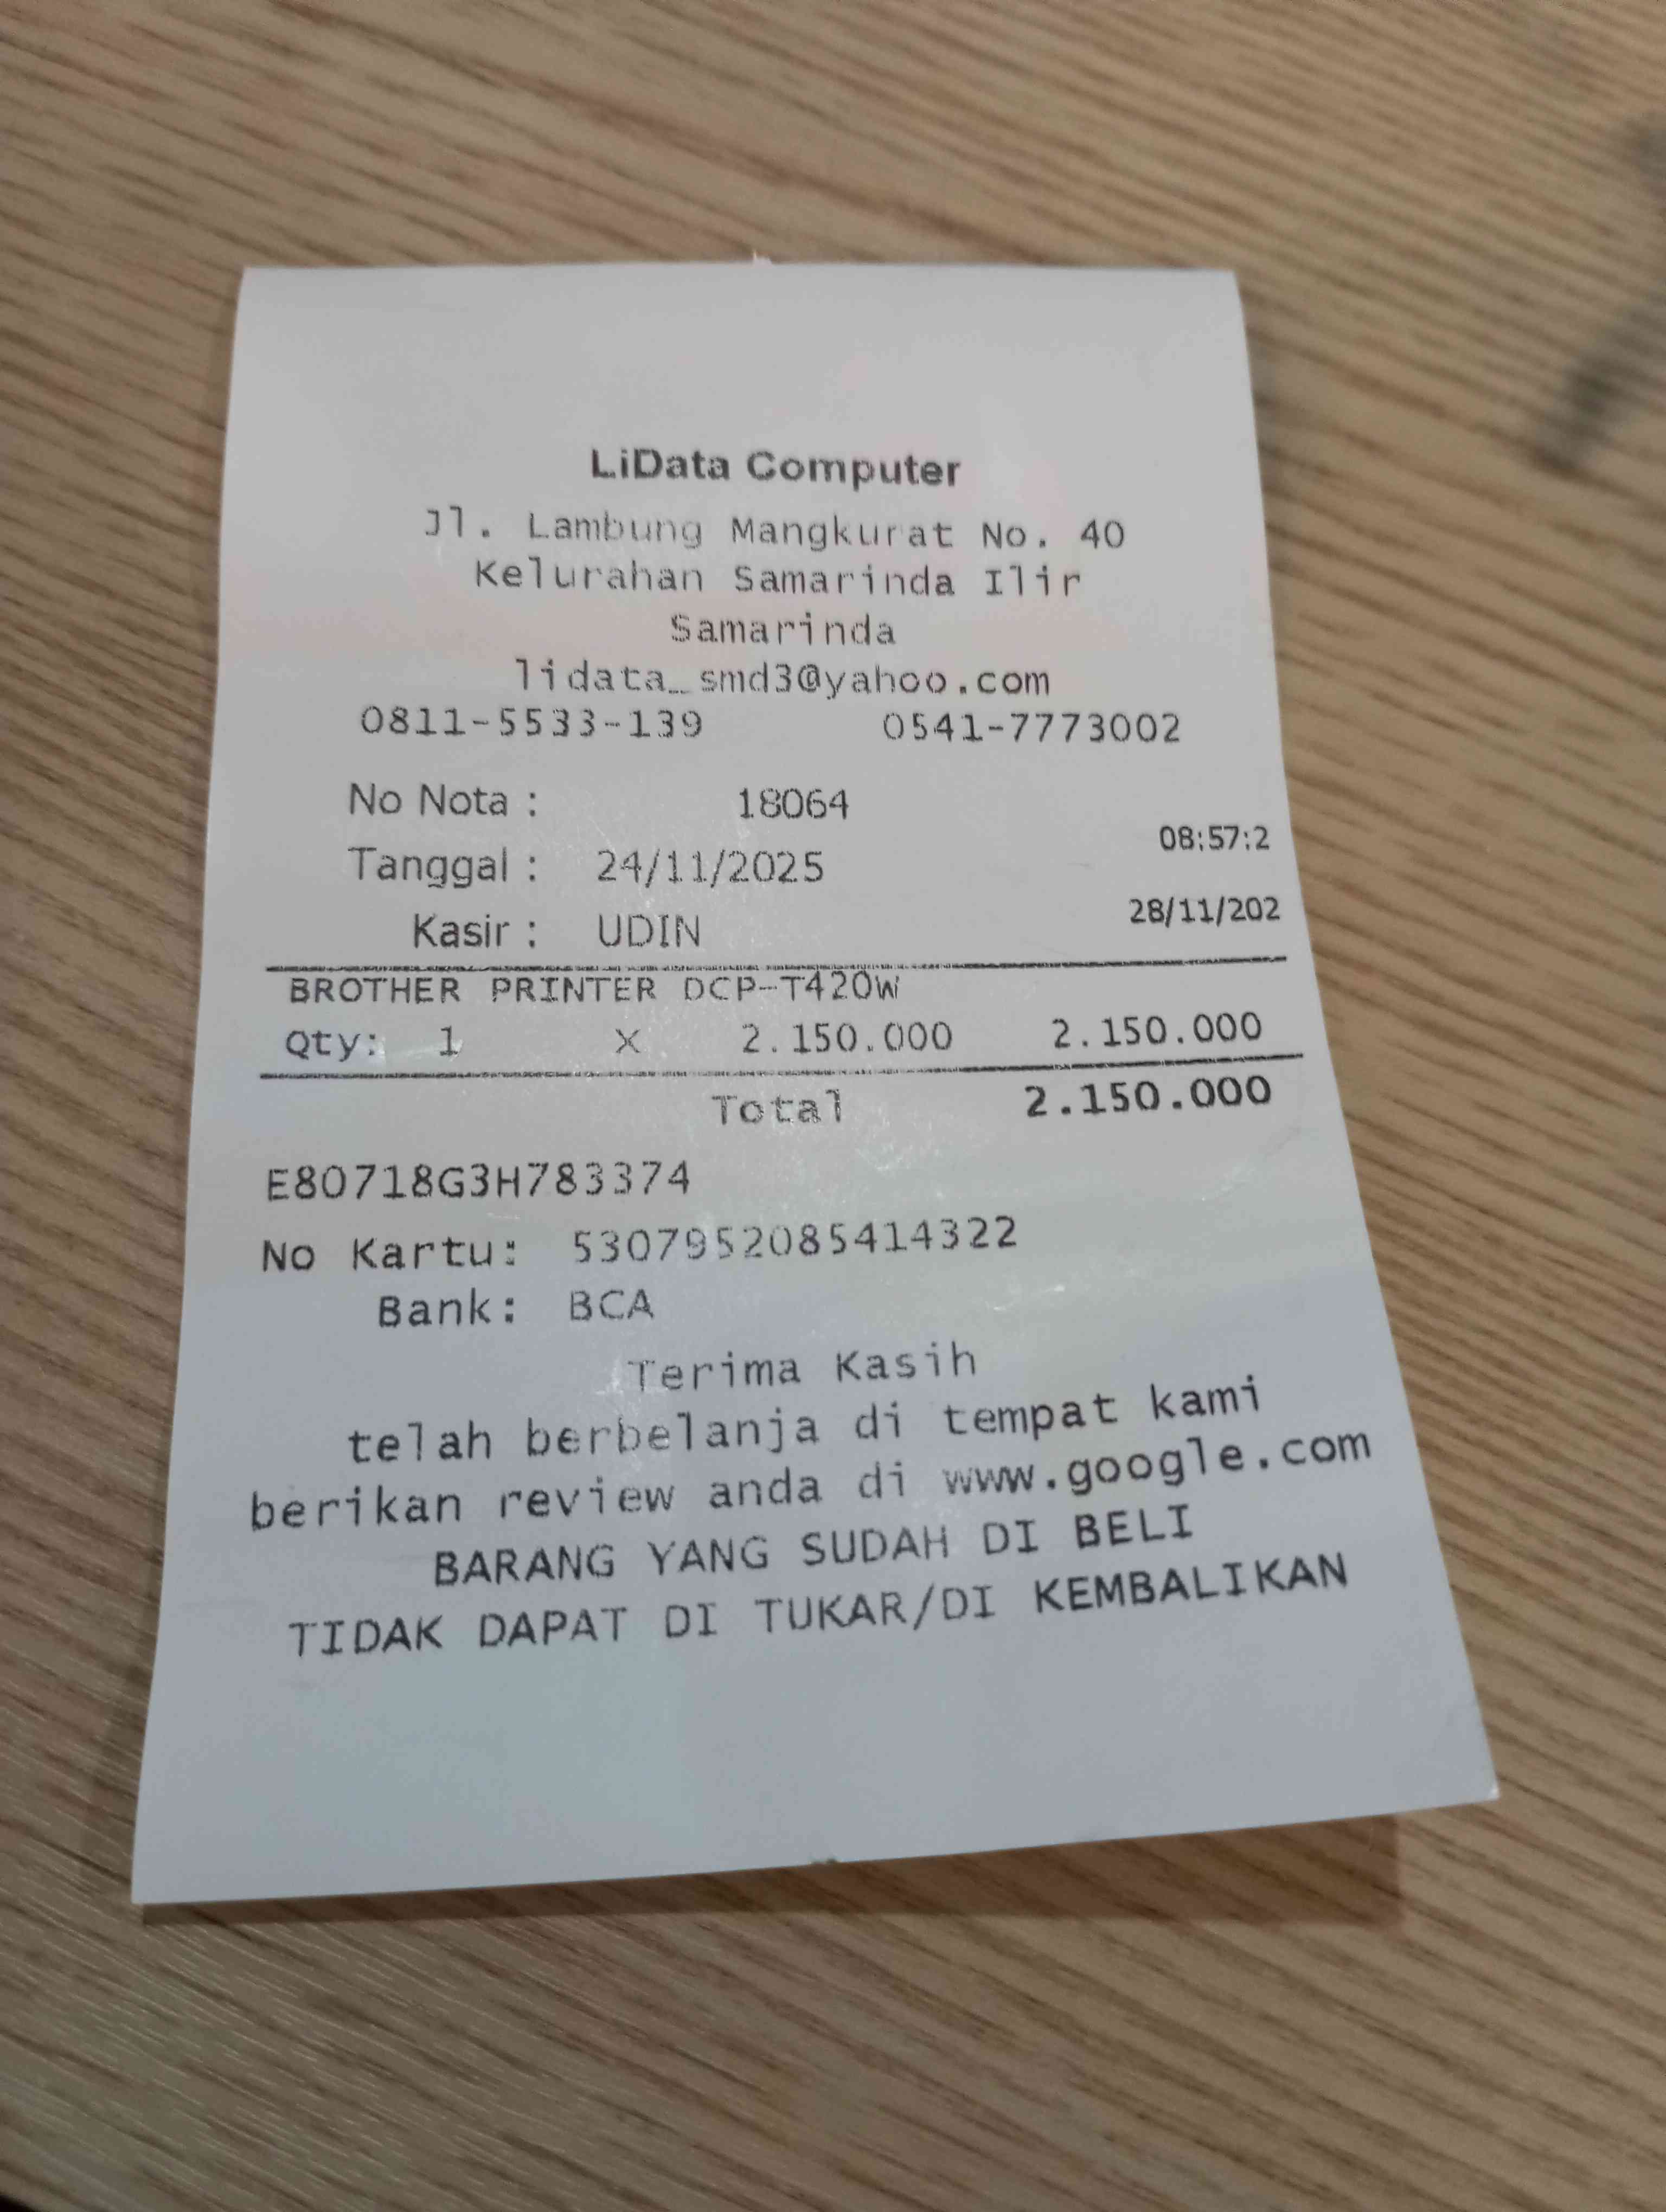 LiData Computer
Jl. Lambung Mangkurat No. 40
Kelurahan Samarinda Ilir
Samarinda
lidata_smd3@yahoo.com
0811-5533-139 0541-7773002
No Nota : 18064
08:57:2
Tanggal : 24/11/2025
28/11/202
Kasir : UDIN
BROTHER PRINTER DCP-T420W
Qty: 1 X 2.150.000 2.150.000
Total 2.150.000
E80718G3H783374
No Kartu: 5307952085414322
Bank: BCA
Terima Kasih
telah berbelanja di tempat kami
berikan review anda di www.google.com
BARANG YANG SUDAH DI BELI
TIDAK DAPAT DI TUKAR/DI KEMBALIKAN